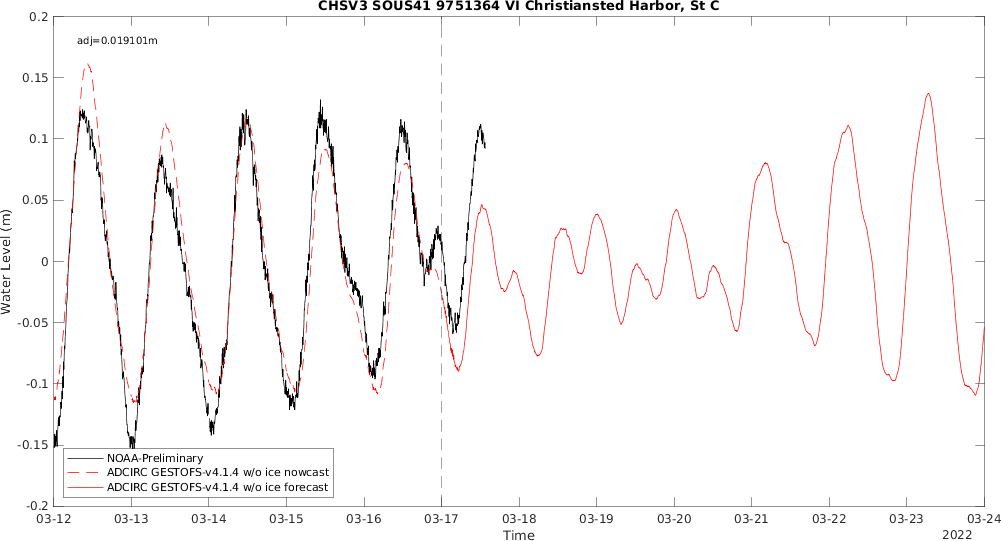 CHSV3 SOUS41 9751364 VI Christiansted Harbor, St C
adj=0.019101m
0.2
0.15
0.1
0.05
0
-0.05
-0.1
-0.15
-0.2
Water Level (m)
NOAA-Preliminary
ADCIRC GESTOFS-v4.1.4 w/o ice nowcast
ADCIRC GESTOFS-v4.1.4 w/o ice forecast
03-12 03-13 03-14 03-15 03-16 03-17 03-18 03-19 03-20 03-21 03-22 03-23 03-24
Time
2022